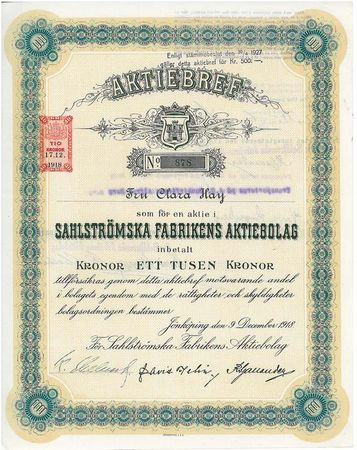 Enligt stämmobeslut den 19/4 1927
gäller detta aktiebref för Kr. 500:—.
AKTIEBREF
TIO
KRONOR
17.12.
1918
No 878
Fru Clara Hay
som för en aktie i
SAHLSTRÖMSKA FABRIKENS AKTIEBOLAG
inbetalt
KRONOR ETT TUSEN KRONOR
tillförsäkras genom detta aktiebref motsvarande andel
i bolagets egendom med de rättigheter och skyldigheter
bolagsordningen bestämmer
Jönköping den 9 December 1918
För Sahlströmska Fabrikens Aktiebolag